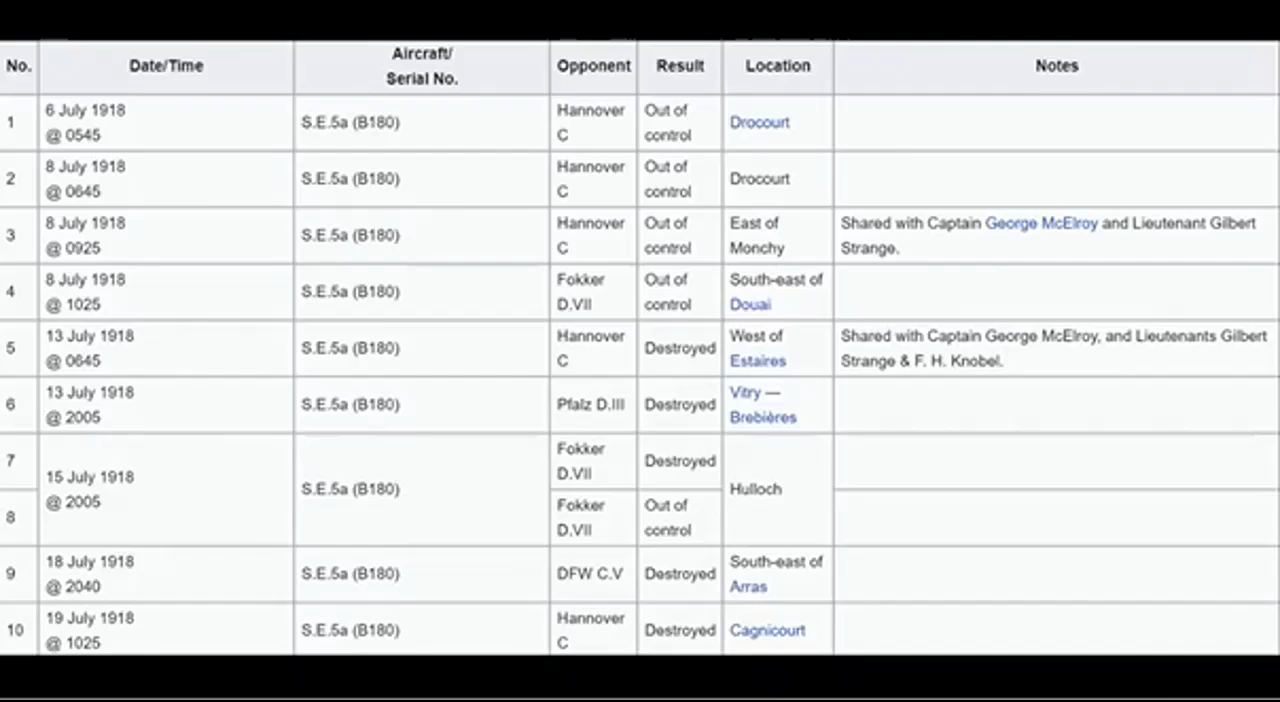 No.
Date/Time
Aircraft/
Serial No.
Opponent
Result
Location
Notes
1
6 July 1918
@ 0545
S.E.5a (B180)
Hannover
C
Out of
control
Drocourt
2
8 July 1918
@ 0645
S.E.5a (B180)
Hannover
C
Out of
control
Drocourt
3
8 July 1918
@ 0925
S.E.5a (B180)
Hannover
C
Out of
control
East of
Monchy
Shared with Captain George McElroy and Lieutenant Gilbert
Strange.
4
8 July 1918
@ 1025
S.E.5a (B180)
Fokker
D.VII
Out of
control
South-east of
Douai
5
13 July 1918
@ 0645
S.E.5a (B180)
Hannover
C
Destroyed
West of
Estaires
Shared with Captain George McElroy, and Lieutenants Gilbert
Strange & F. H. Knobel.
6
13 July 1918
@ 2005
S.E.5a (B180)
Pfalz D.III
Destroyed
Vitry —
Brebières
7
15 July 1918
@ 2005
S.E.5a (B180)
Fokker
D.VII
Destroyed
Hulloch
8
Fokker
D.VII
Out of
control
9
18 July 1918
@ 2040
S.E.5a (B180)
DFW C.V
Destroyed
South-east of
Arras
10
19 July 1918
@ 1025
S.E.5a (B180)
Hannover
C
Destroyed
Cagnicourt